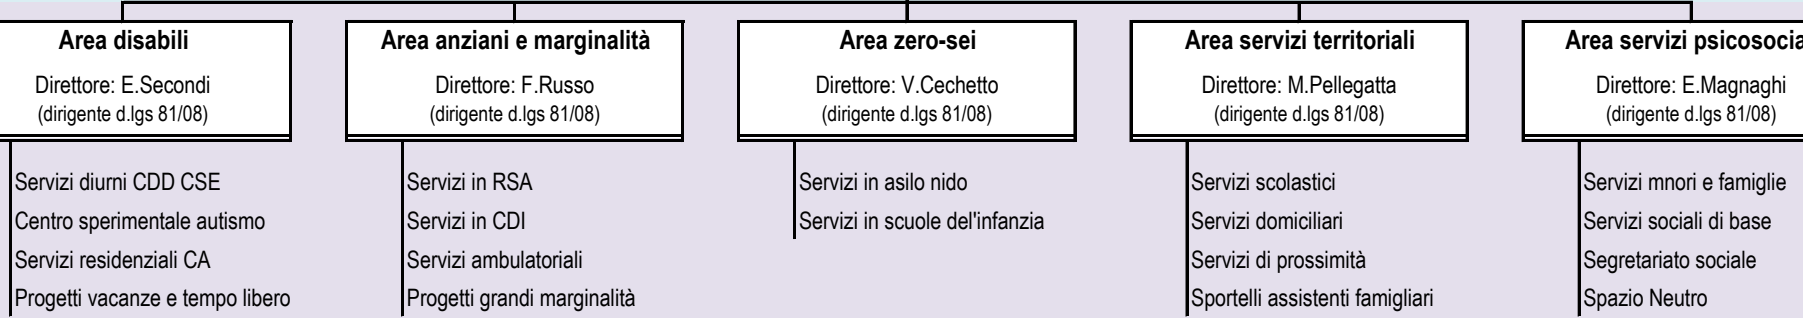 Area disabili
Direttore: E.Secondi
(dirigente d.lgs 81/08)
Servizi diurni CDD CSE
Centro sperimentale autismo
Servizi residenziali CA
Progetti vacanze e tempo libero
Area anziani e marginalità
Direttore: F.Russo
(dirigente d.lgs 81/08)
Servizi in RSA
Servizi in CDI
Servizi ambulatoriali
Progetti grandi marginalità
Area zero-sei
Direttore: V.Cechetto
(dirigente d.lgs 81/08)
Servizi in asilo nido
Servizi in scuole del'infanzia
Area servizi territoriali
Direttore: M.Pellegatta
(dirigente d.lgs 81/08)
Servizi scolastici
Servizi domiciliari
Servizi di prossimità
Sportelli assistenti famigliari
Area servizi psicosocia
Direttore: E.Magnaghi
(dirigente d.lgs 81/08)
Servizi mnori e famiglie
Servizi sociali di base
Segretariato sociale
Spazio Neutro